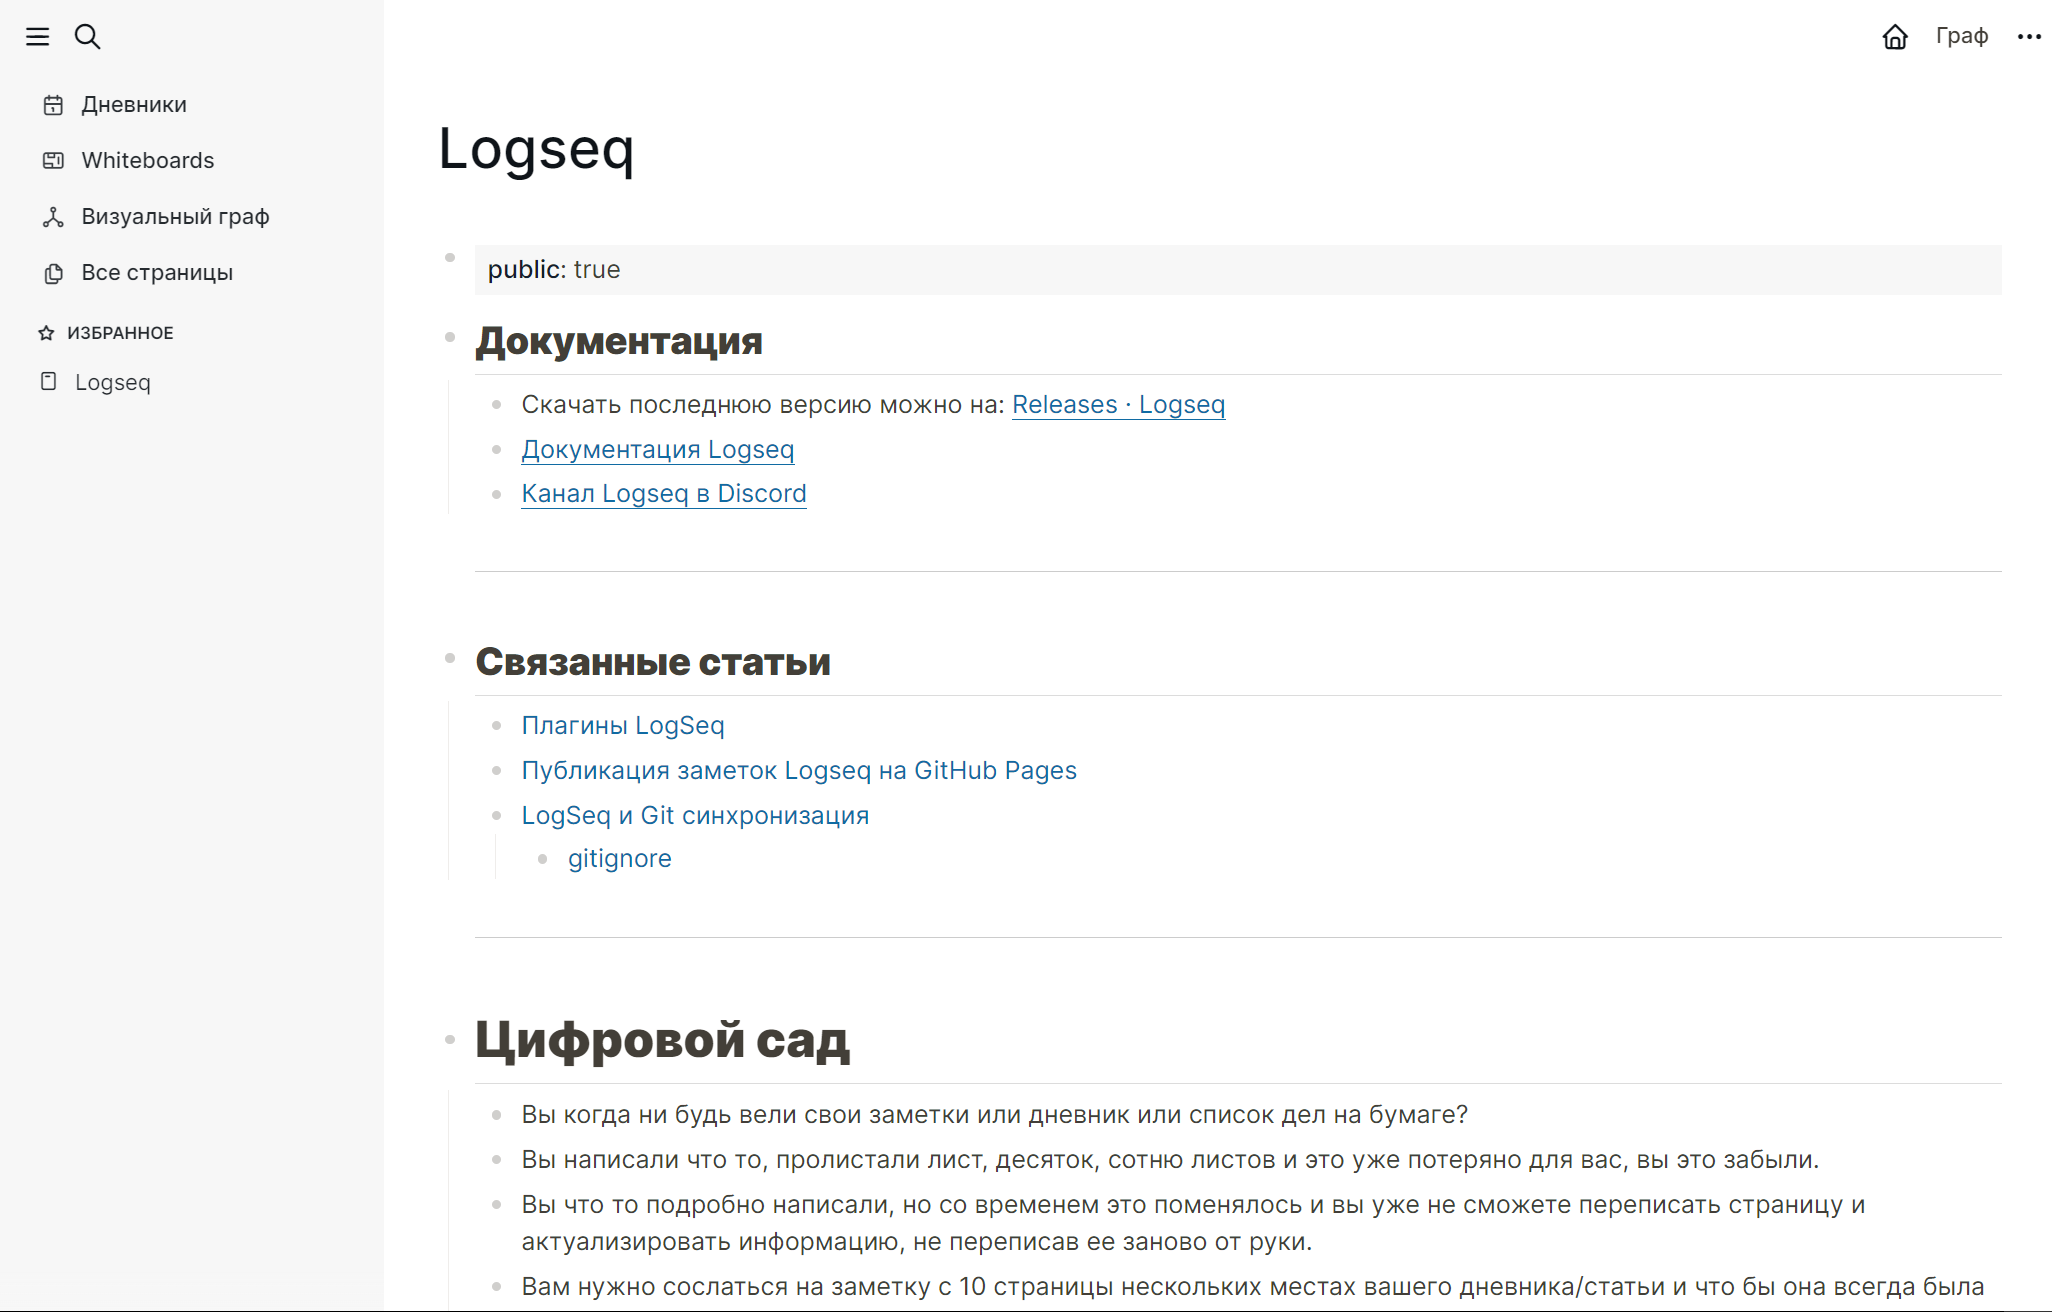 Граф
Дневники
Whiteboards
Визуальный граф
Все страницы
ИЗБРАННОЕ
Logseq
Logseq
public: true
Документация
Скачать последнюю версию можно на: Releases · Logseq
Документация Logseq
Канал Logseq в Discord
Связанные статьи
Плагины LogSeq
Публикация заметок Logseq на GitHub Pages
LogSeq и Git синхронизация
gitignore
Цифровой сад
Вы когда ни будь вели свои заметки или дневник или список дел на бумаге?
Вы написали что то, пролистали лист, десяток, сотню листов и это уже потеряно для вас, вы это забыли.
Вы что то подробно написали, но со временем это поменялось и вы уже не сможете переписать страницу и
актуализировать информацию, не переписав ее заново от руки.
Вам нужно сослаться на заметку с 10 страницы нескольких местах вашего дневника/статьи и что бы она всегда была